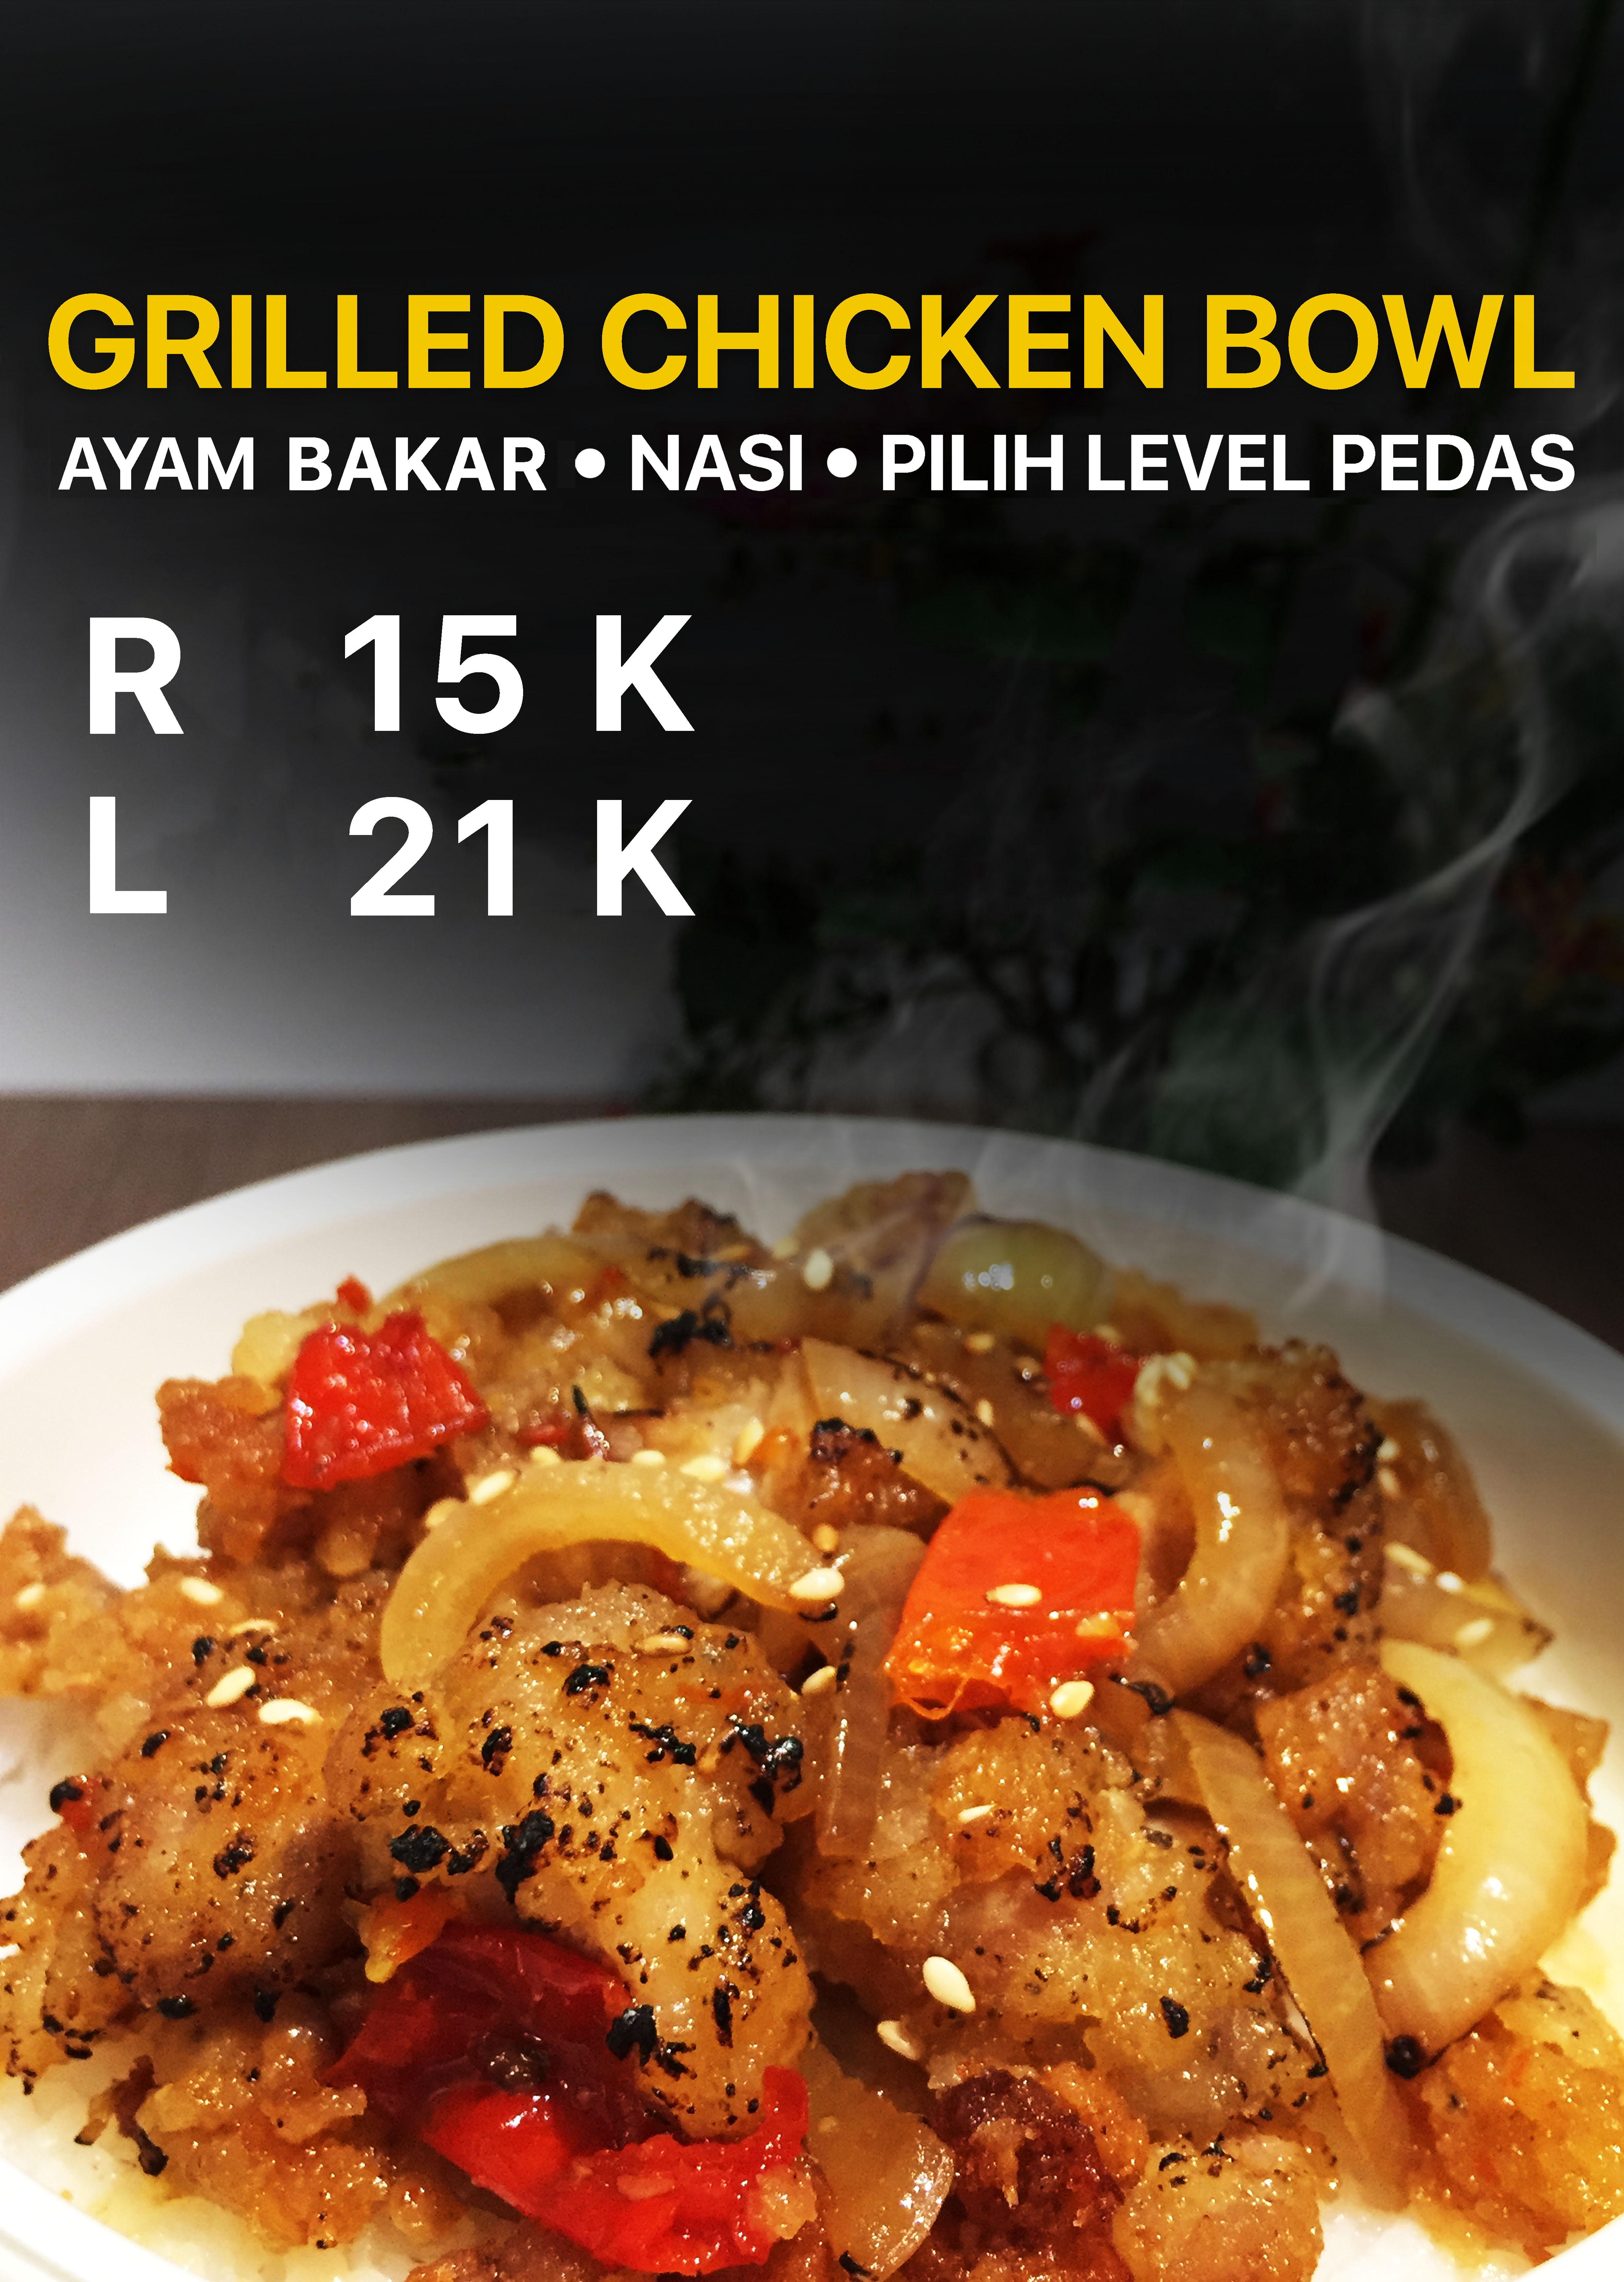 GRILLED CHICKEN BOWL
AYAM BAKAR • NASI • PILIH LEVEL PEDAS
R 15 K
L 21 K